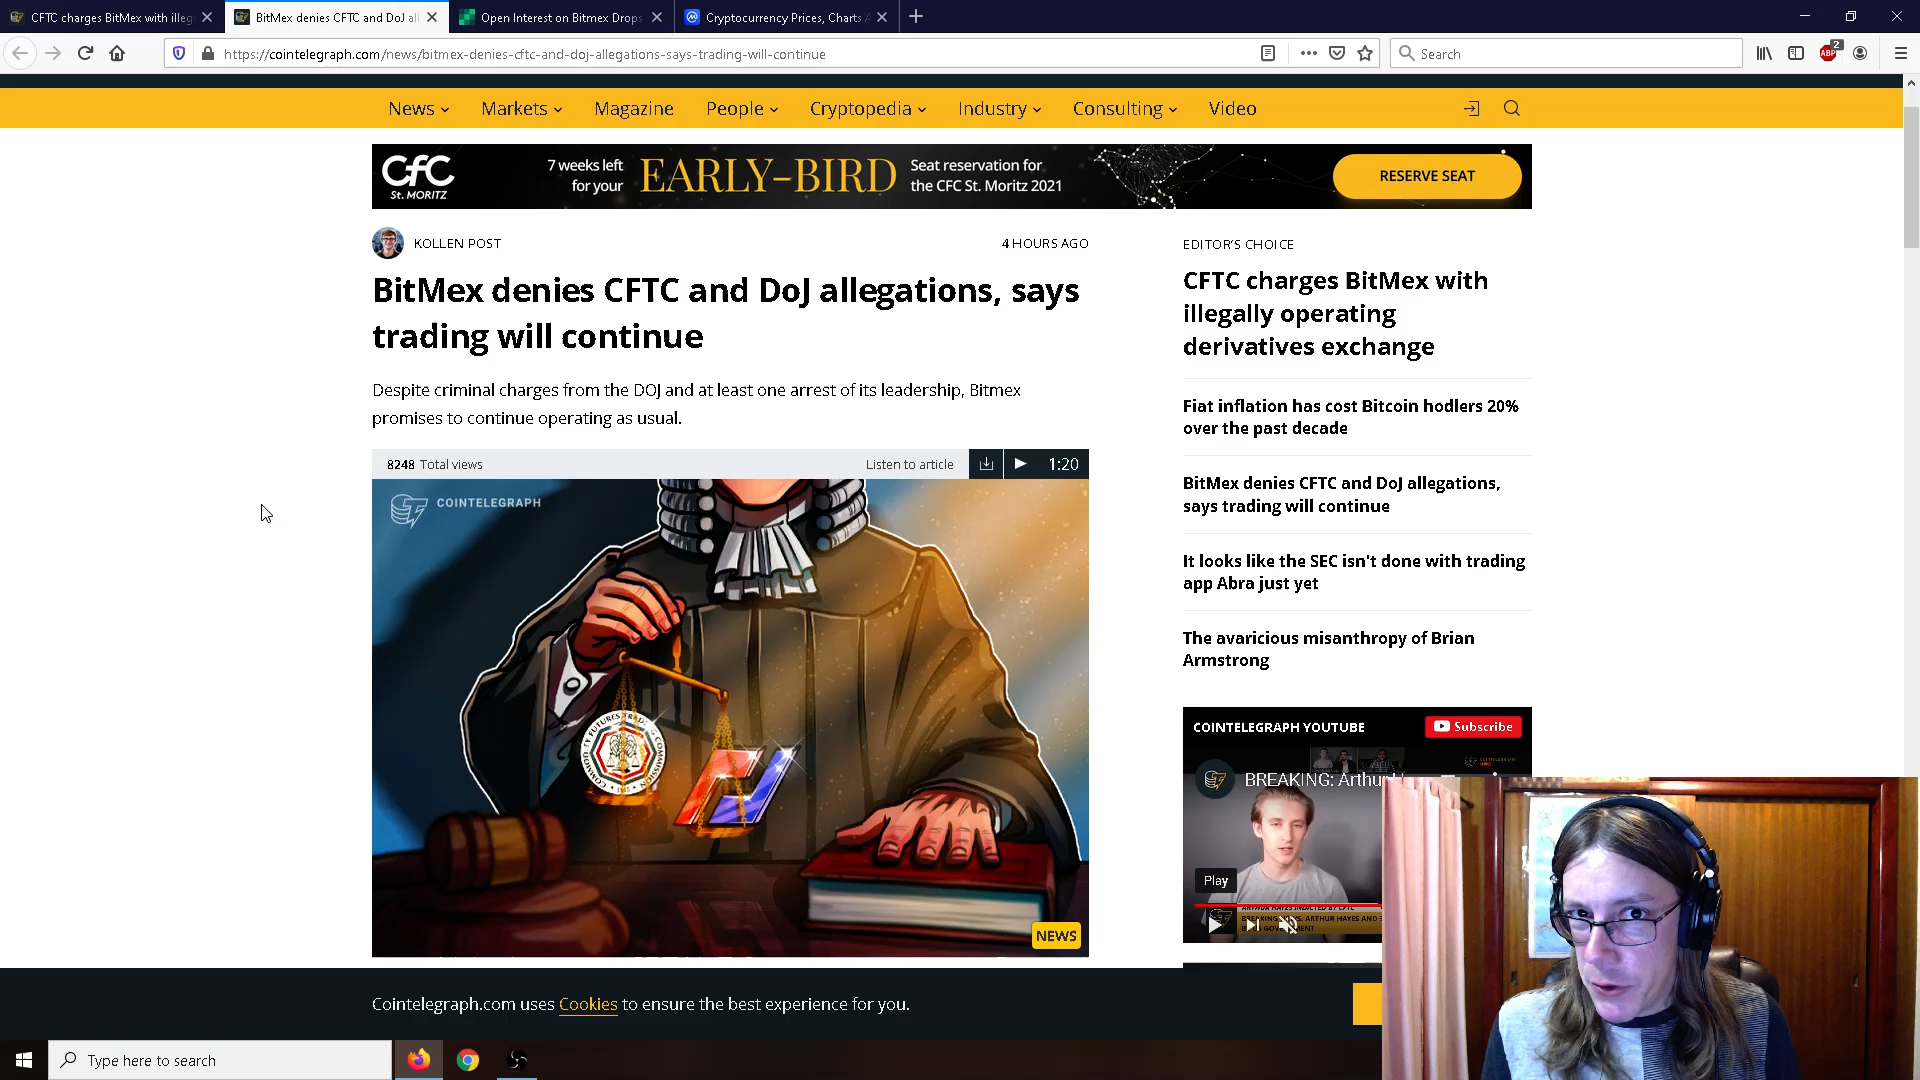 CFTC charges BitMex with illeg
BitMex denies CFTC and DoJ al
Open Interest on Bitmex Drops
Cryptocurrency Prices, Charts A
https://cointelegraph.com/news/bitmex-denies-cftc-and-doj-allegations-says-trading-will-continue
Search
ABP
2
News
Markets
Magazine
People
Cryptopedia
Industry
Consulting
Video
CfC
St. MORITZ
7 weeks left
for your
EARLY-BIRD
Seat reservation for
the CFC St. Moritz 2021
RESERVE SEAT
KOLLEN POST
4 HOURS AGO
BitMex denies CFTC and DoJ allegations, says
trading will continue
Despite criminal charges from the DOJ and at least one arrest of its leadership, Bitmex
promises to continue operating as usual.
8248 Total views
Listen to article
1:20
COINTELEGRAPH
NEWS
EDITOR'S CHOICE
CFTC charges BitMex with
illegally operating
derivatives exchange
Fiat inflation has cost Bitcoin hodlers 20%
over the past decade
BitMex denies CFTC and DoJ allegations,
says trading will continue
It looks like the SEC isn't done with trading
app Abra just yet
The avaricious misanthropy of Brian
Armstrong
COINTELEGRAPH YOUTUBE
Subscribe
BREAKING: Arthur
Play
ARTHUR HAYES INDICTED BY CFTC
Cointelegraph.com uses Cookies to ensure the best experience for you.
Type here to search